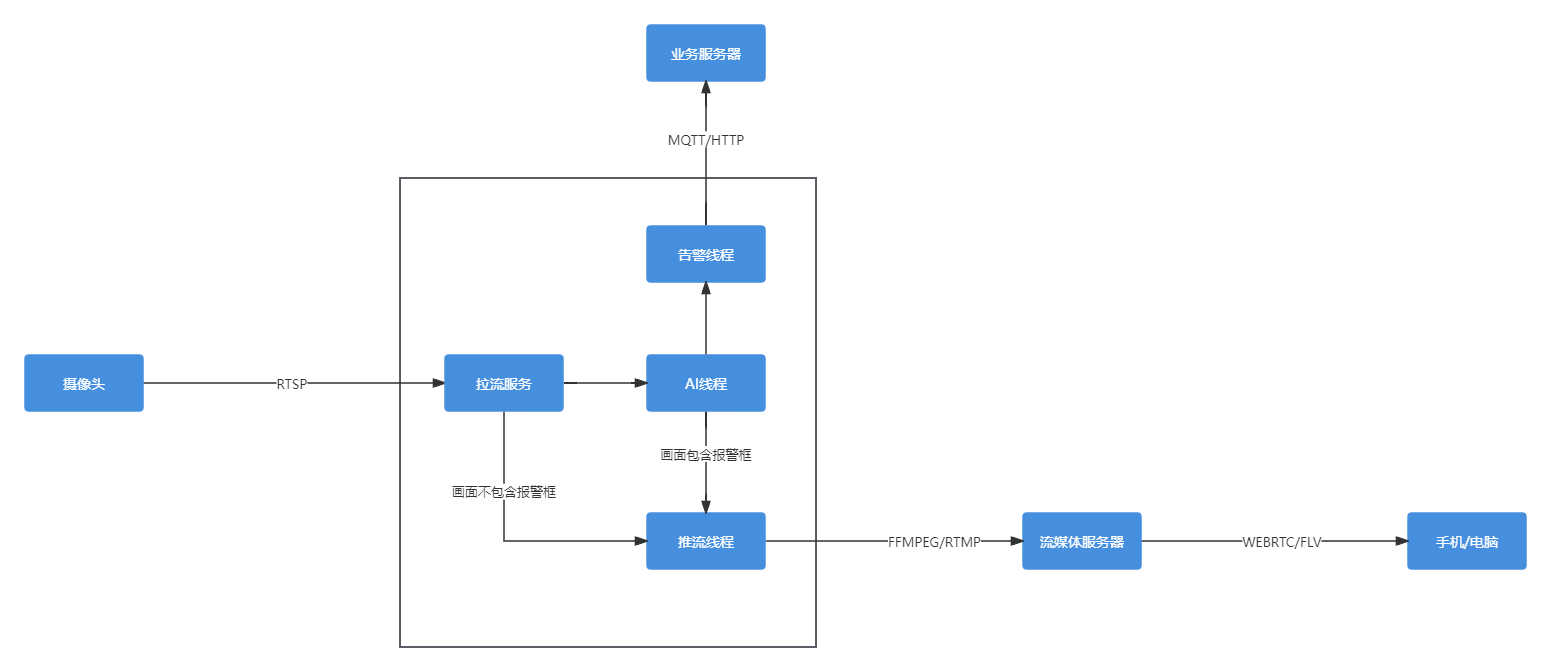 业务服务器
MQTT/HTTP
告警线程
摄像头
RTSP
拉流服务
AI线程
画面包含报警框
画面不包含报警框
推流线程
FFMPEG/RTMP
流媒体服务器
WEBRTC/FLV
手机/电脑